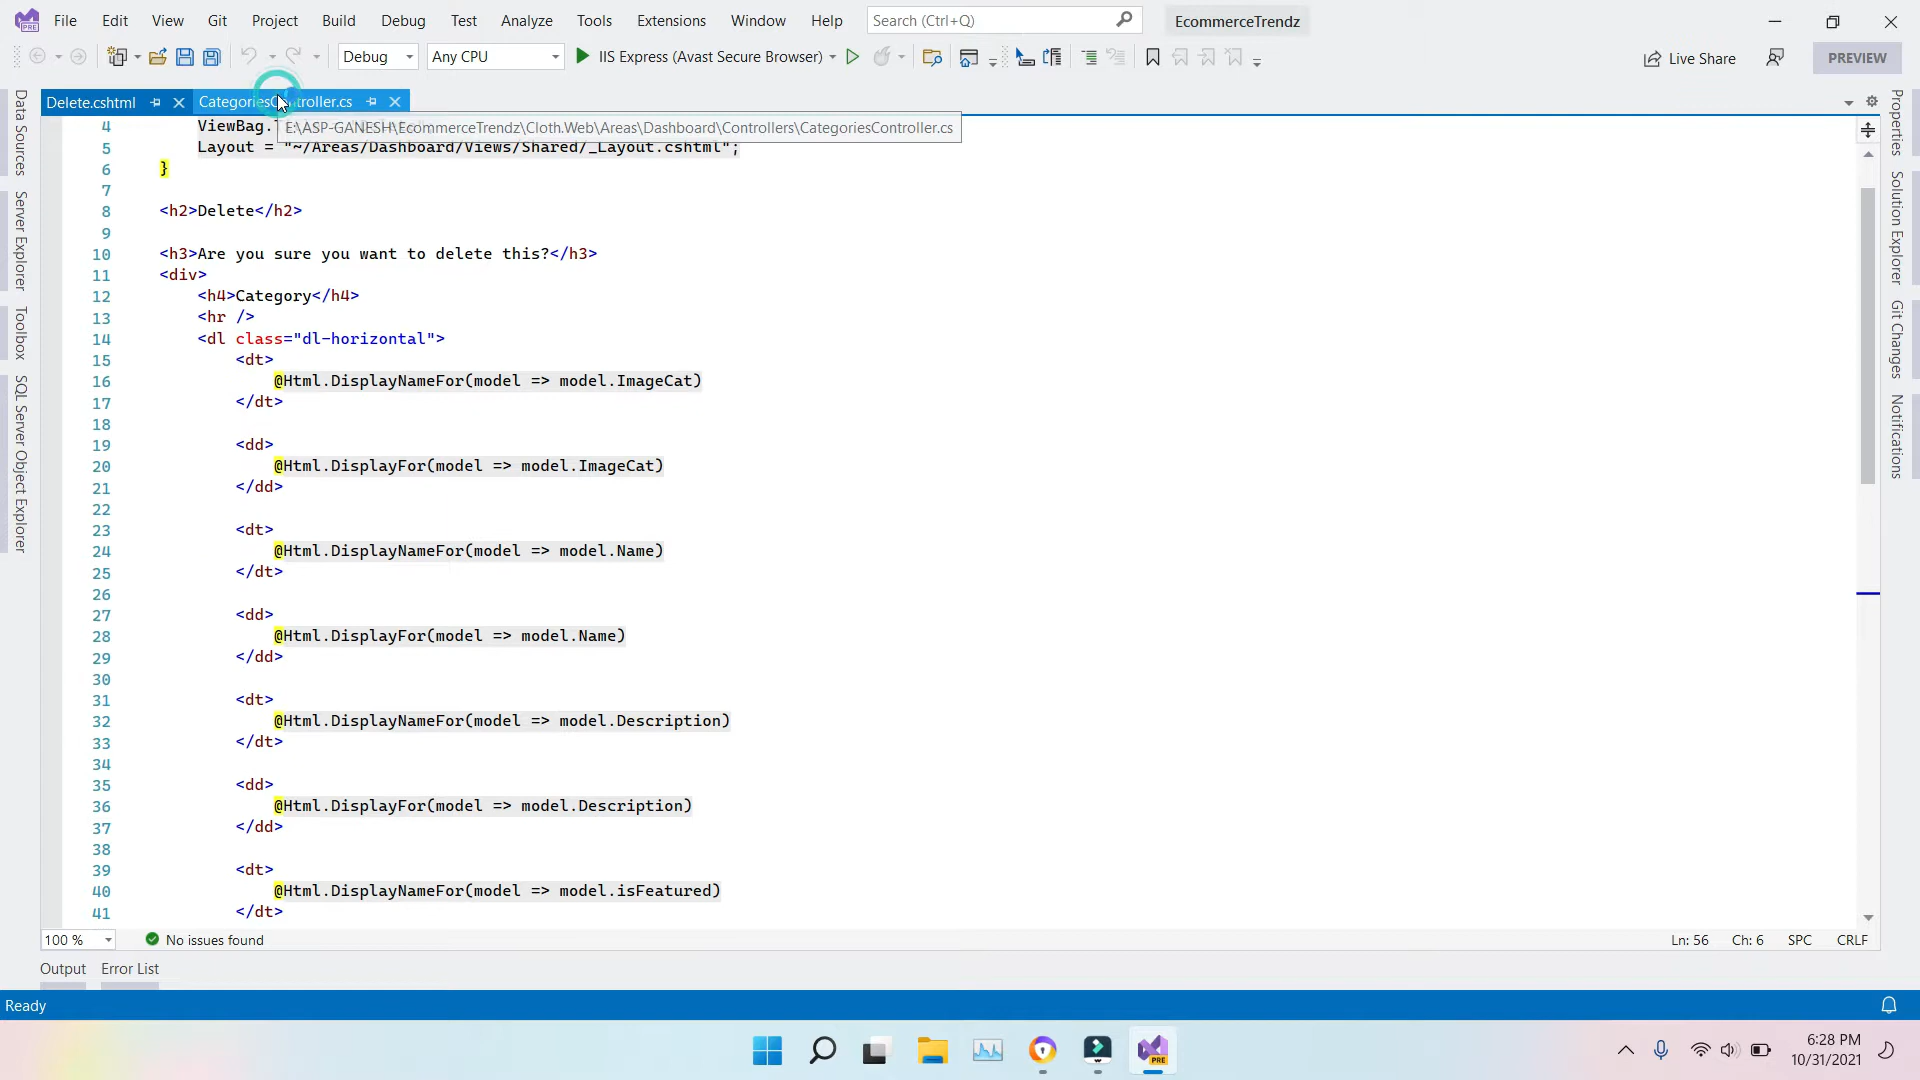 File Edit View Git Project Build Debug Test Analyze Tools Extensions Window Help Search (Ctrl+Q) EcommerceTrendz
Debug Any CPU IIS Express (Avast Secure Browser) Live Share PREVIEW
Delete.cshtml CategoriesController.cs
E:\ASP-GANESH\EcommerceTrendz\Cloth.Web\Areas\Dashboard\Controllers\CategoriesController.cs
4 ViewBag.
5 Layout = "~/Areas/Dashboard/Views/Shared/_Layout.cshtml";
6 }
7
8 <h2>Delete</h2>
9
10 <h3>Are you sure you want to delete this?</h3>
11 <div>
12 <h4>Category</h4>
13 <hr />
14 <dl class="dl-horizontal">
15 <dt>
16 @Html.DisplayNameFor(model => model.ImageCat)
17 </dt>
18
19 <dd>
20 @Html.DisplayFor(model => model.ImageCat)
21 </dd>
22
23 <dt>
24 @Html.DisplayNameFor(model => model.Name)
25 </dt>
26
27 <dd>
28 @Html.DisplayFor(model => model.Name)
29 </dd>
30
31 <dt>
32 @Html.DisplayNameFor(model => model.Description)
33 </dt>
34
35 <dd>
36 @Html.DisplayFor(model => model.Description)
37 </dd>
38
39 <dt>
40 @Html.DisplayNameFor(model => model.isFeatured)
41 </dt>
Data Sources
Server Explorer
Toolbox
SQL Server Object Explorer
Properties
Solution Explorer
Git Changes
Notifications
100 % No issues found Ln: 56 Ch: 6 SPC CRLF
Output Error List
Ready
PRE
6:28 PM
10/31/2021